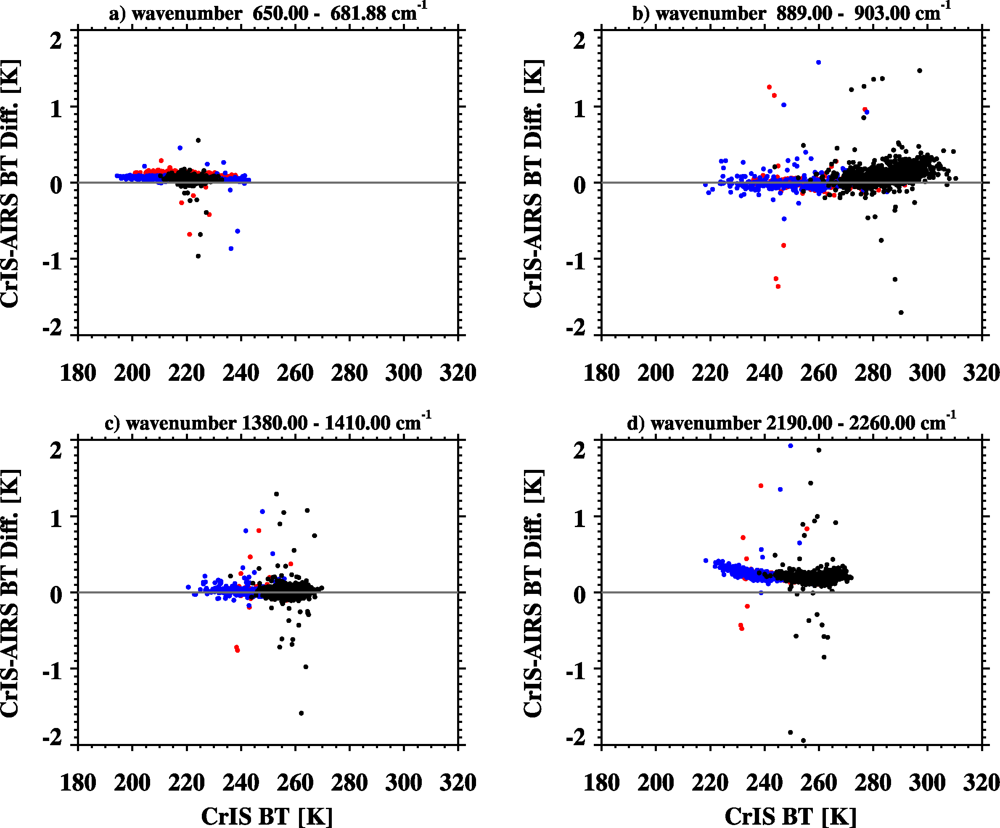 a) wavenumber 650.00 - 681.88 cm-1
CrIS-AIRS BT Diff. [K]
2
1
0
-1
-2
180 200 220 240 260 280 300 320
b) wavenumber 889.00 - 903.00 cm-1
CrIS-AIRS BT Diff. [K]
2
1
0
-1
-2
180 200 220 240 260 280 300 320
c) wavenumber 1380.00 - 1410.00 cm-1
CrIS-AIRS BT Diff. [K]
2
1
0
-1
-2
180 200 220 240 260 280 300 320
CrIS BT [K]
d) wavenumber 2190.00 - 2260.00 cm-1
CrIS-AIRS BT Diff. [K]
2
1
0
-1
-2
180 200 220 240 260 280 300 320
CrIS BT [K]